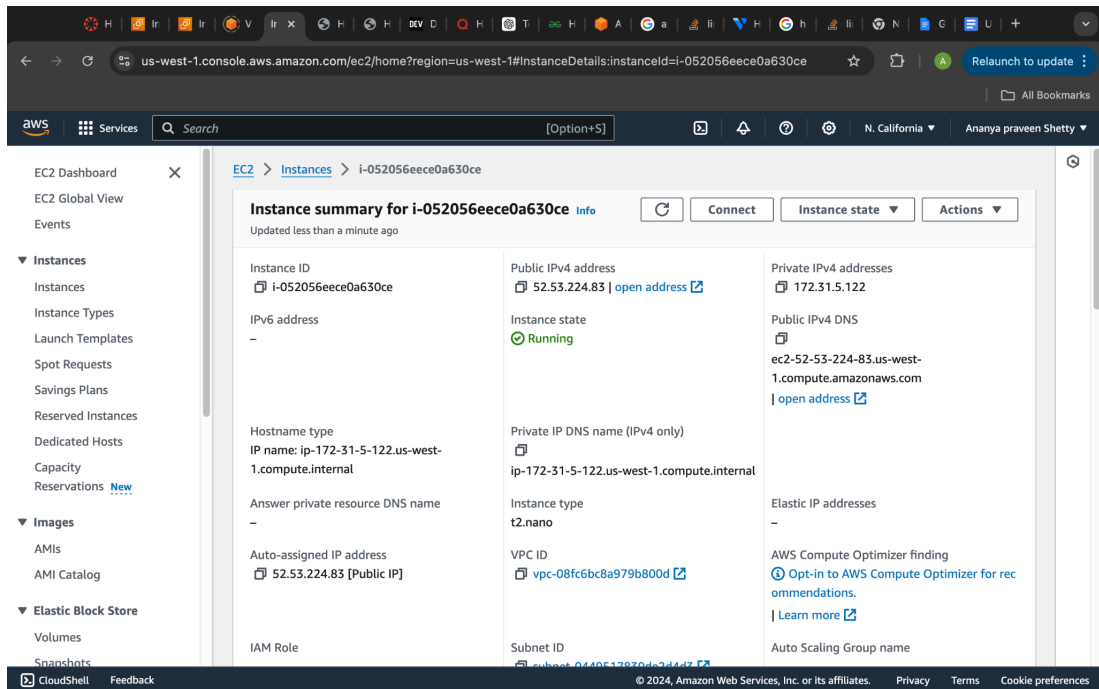 H
Ir
Ir
V
Ir
H
H
DEV
D
H
T
H
A
a
li
H
h
li
N
G
U
us-west-1.console.aws.amazon.com/ec2/home?region=us-west-1#InstanceDetails:instanceId=i-052056eece0a630ce
A
Relaunch to update
All Bookmarks
aws
Services
Search
[Option+S]
N. California
Ananya praveen Shetty
EC2 Dashboard
EC2 Global View
Events
Instances
Instances
Instance Types
Launch Templates
Spot Requests
Savings Plans
Reserved Instances
Dedicated Hosts
Capacity
Reservations New
Images
AMIs
AMI Catalog
Elastic Block Store
Volumes
Snapshots
EC2 > Instances > i-052056eece0a630ce
Instance summary for i-052056eece0a630ce Info
Updated less than a minute ago
Connect
Instance state
Actions
Instance ID
i-052056eece0a630ce
Public IPv4 address
52.53.224.83 | open address
Private IPv4 addresses
172.31.5.122
IPv6 address
–
Instance state
Running
Public IPv4 DNS
ec2-52-53-224-83.us-west-
1.compute.amazonaws.com
| open address
Hostname type
IP name: ip-172-31-5-122.us-west-
1.compute.internal
Private IP DNS name (IPv4 only)
ip-172-31-5-122.us-west-1.compute.internal
Answer private resource DNS name
–
Instance type
t2.nano
Elastic IP addresses
–
Auto-assigned IP address
52.53.224.83 [Public IP]
VPC ID
vpc-08fc6bc8a979b800d
AWS Compute Optimizer finding
Opt-in to AWS Compute Optimizer for rec
ommendations.
| Learn more
IAM Role
Subnet ID
Auto Scaling Group name
CloudShell
Feedback
© 2024, Amazon Web Services, Inc. or its affiliates.
Privacy
Terms
Cookie preferences